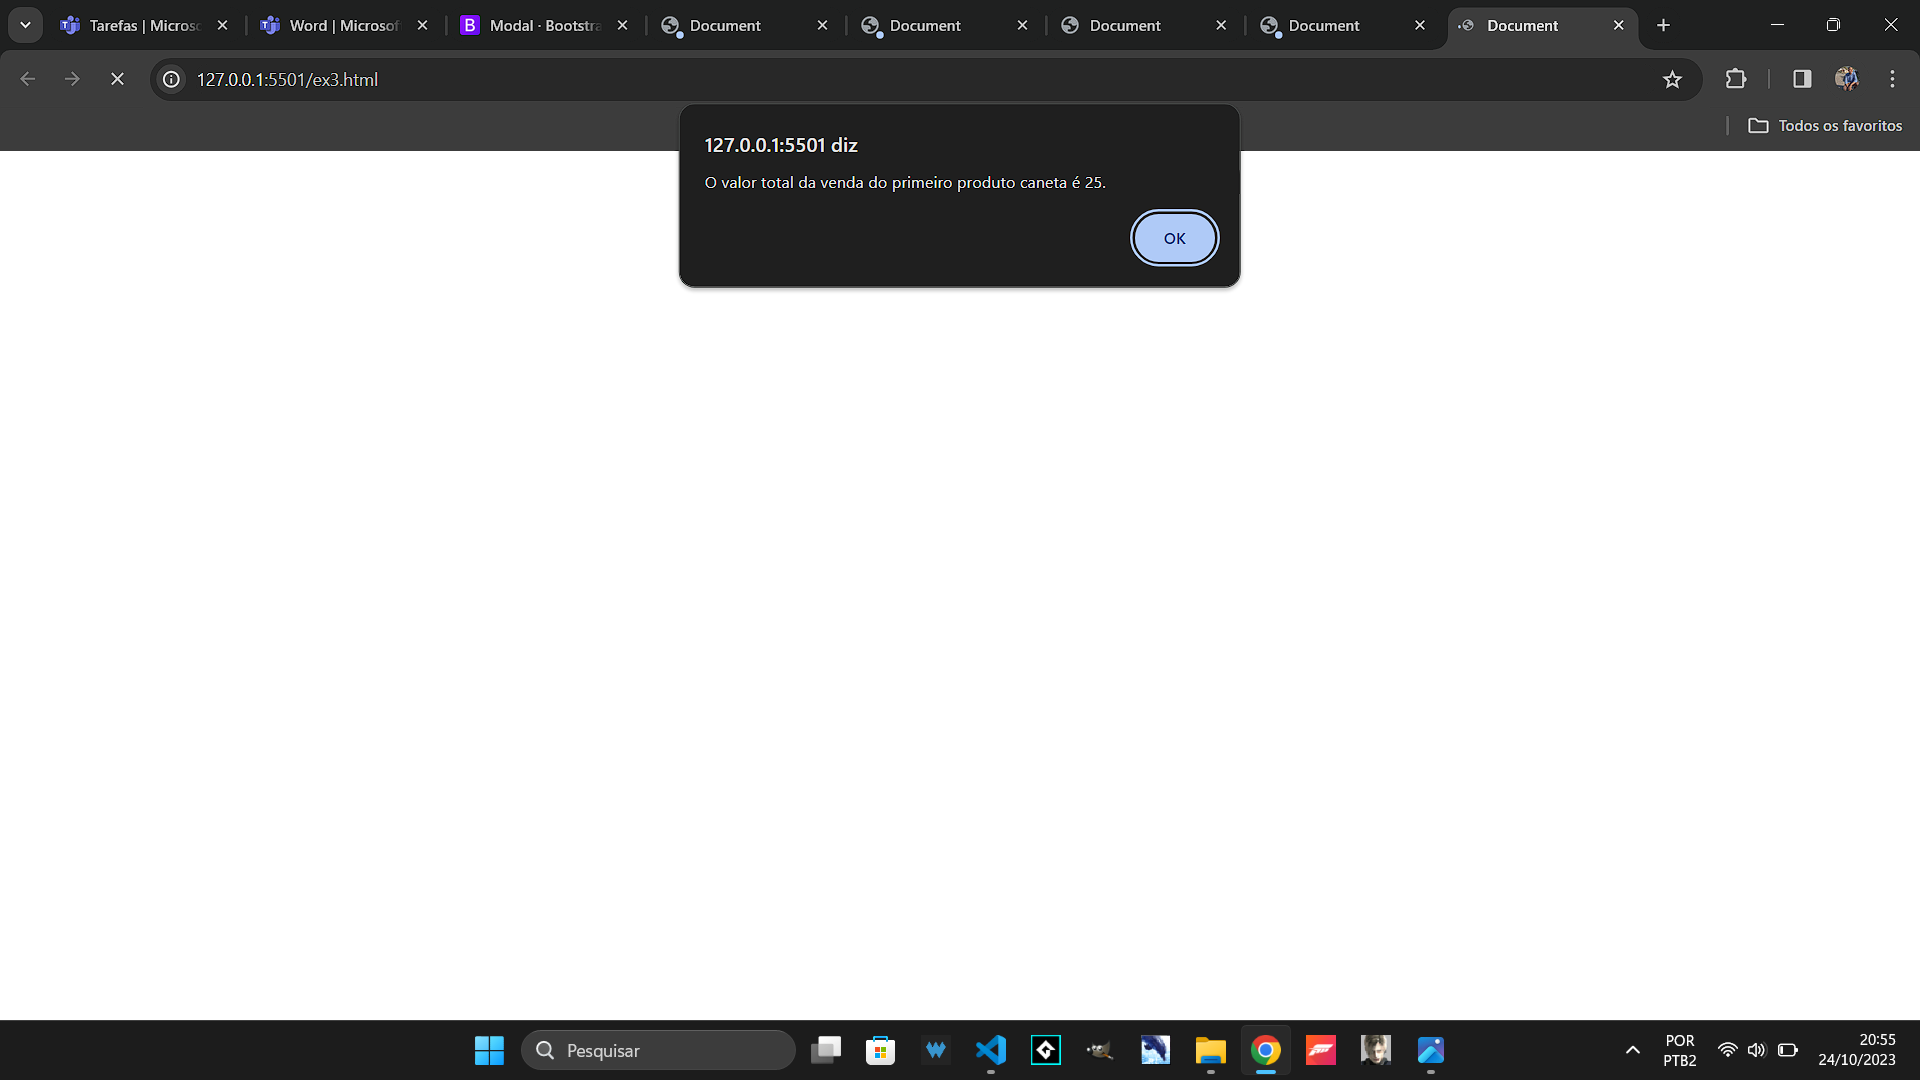 Tarefas | Microso
Word | Microsof
Modal · Bootstra
Document
Document
Document
Document
Document
127.0.0.1:5501/ex3.html
Todos os favoritos
127.0.0.1:5501 diz
O valor total da venda do primeiro produto caneta é 25.
OK
Pesquisar
POR
PTB2
20:55
24/10/2023